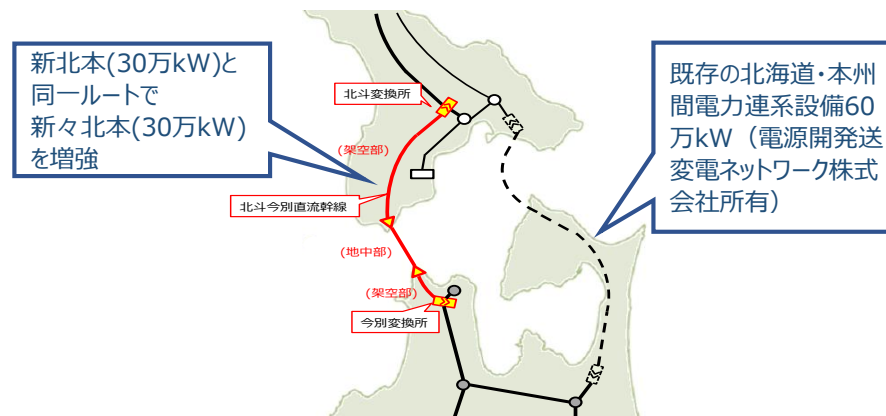 新北本(30万kW)と
同一ルートで
新々北本(30万kW)
を増強
北斗変換所
(架空部)
北斗今別直流幹線
(地中部)
(架空部)
今別変換所
既存の北海道・本州
間電力連系設備60
万kW（電源開発送
変電ネットワーク株式
会社所有）